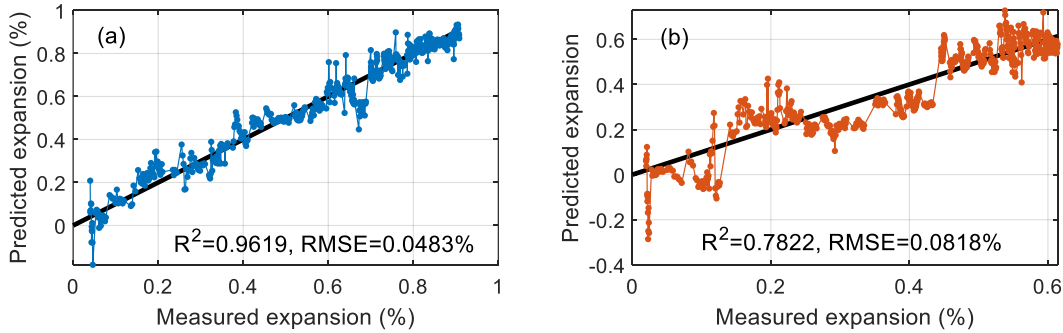 (a)
Predicted expansion (%)
1
0.8
0.6
0.4
0.2
0
R²=0.9619, RMSE=0.0483%
0
0.2
0.4
0.6
0.8
1
Measured expansion (%)
(b)
Predicted expansion
0.6
0.4
0.2
0
-0.2
-0.4
R²=0.7822, RMSE=0.0818%
0
0.2
0.4
0.6
Measured expansion (%)